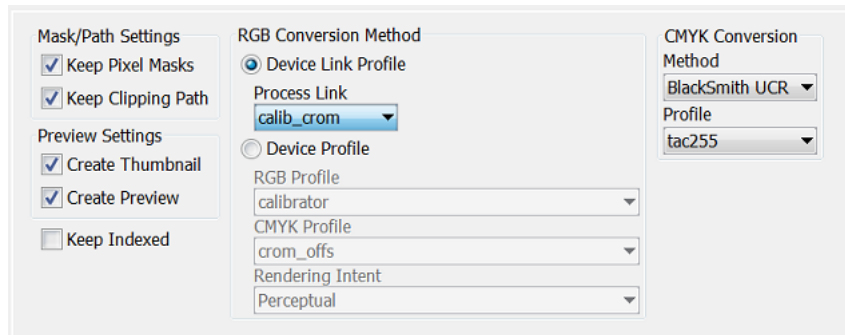 Mask/Path Settings
Keep Pixel Masks
Keep Clipping Path
Preview Settings
Create Thumbnail
Create Preview
Keep Indexed
RGB Conversion Method
Device Link Profile
Process Link
calib_crom
Device Profile
RGB Profile
calibrator
CMYK Profile
crom_offs
Rendering Intent
Perceptual
CMYK Conversion
Method
BlackSmith UCR
Profile
tac255